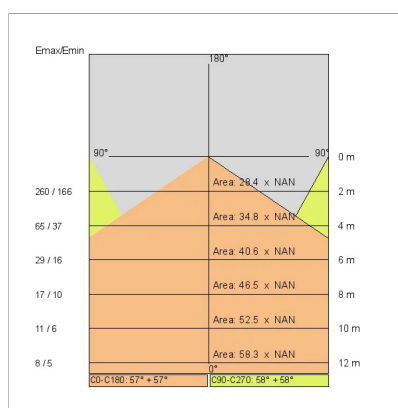 Emax/Emin
180°
90° 90° 0 m
Area: 28.4 x NAN
260 / 166 2 m
Area: 34.8 x NAN
65 / 37 4 m
Area: 40.6 x NAN
29 / 16 6 m
Area: 46.5 x NAN
17 / 10 8 m
Area: 52.5 x NAN
11 / 6 10 m
Area: 58.3 x NAN
8 / 5 12 m
0°
C0-C180: 57° + 57° C90-C270: 58° + 58°